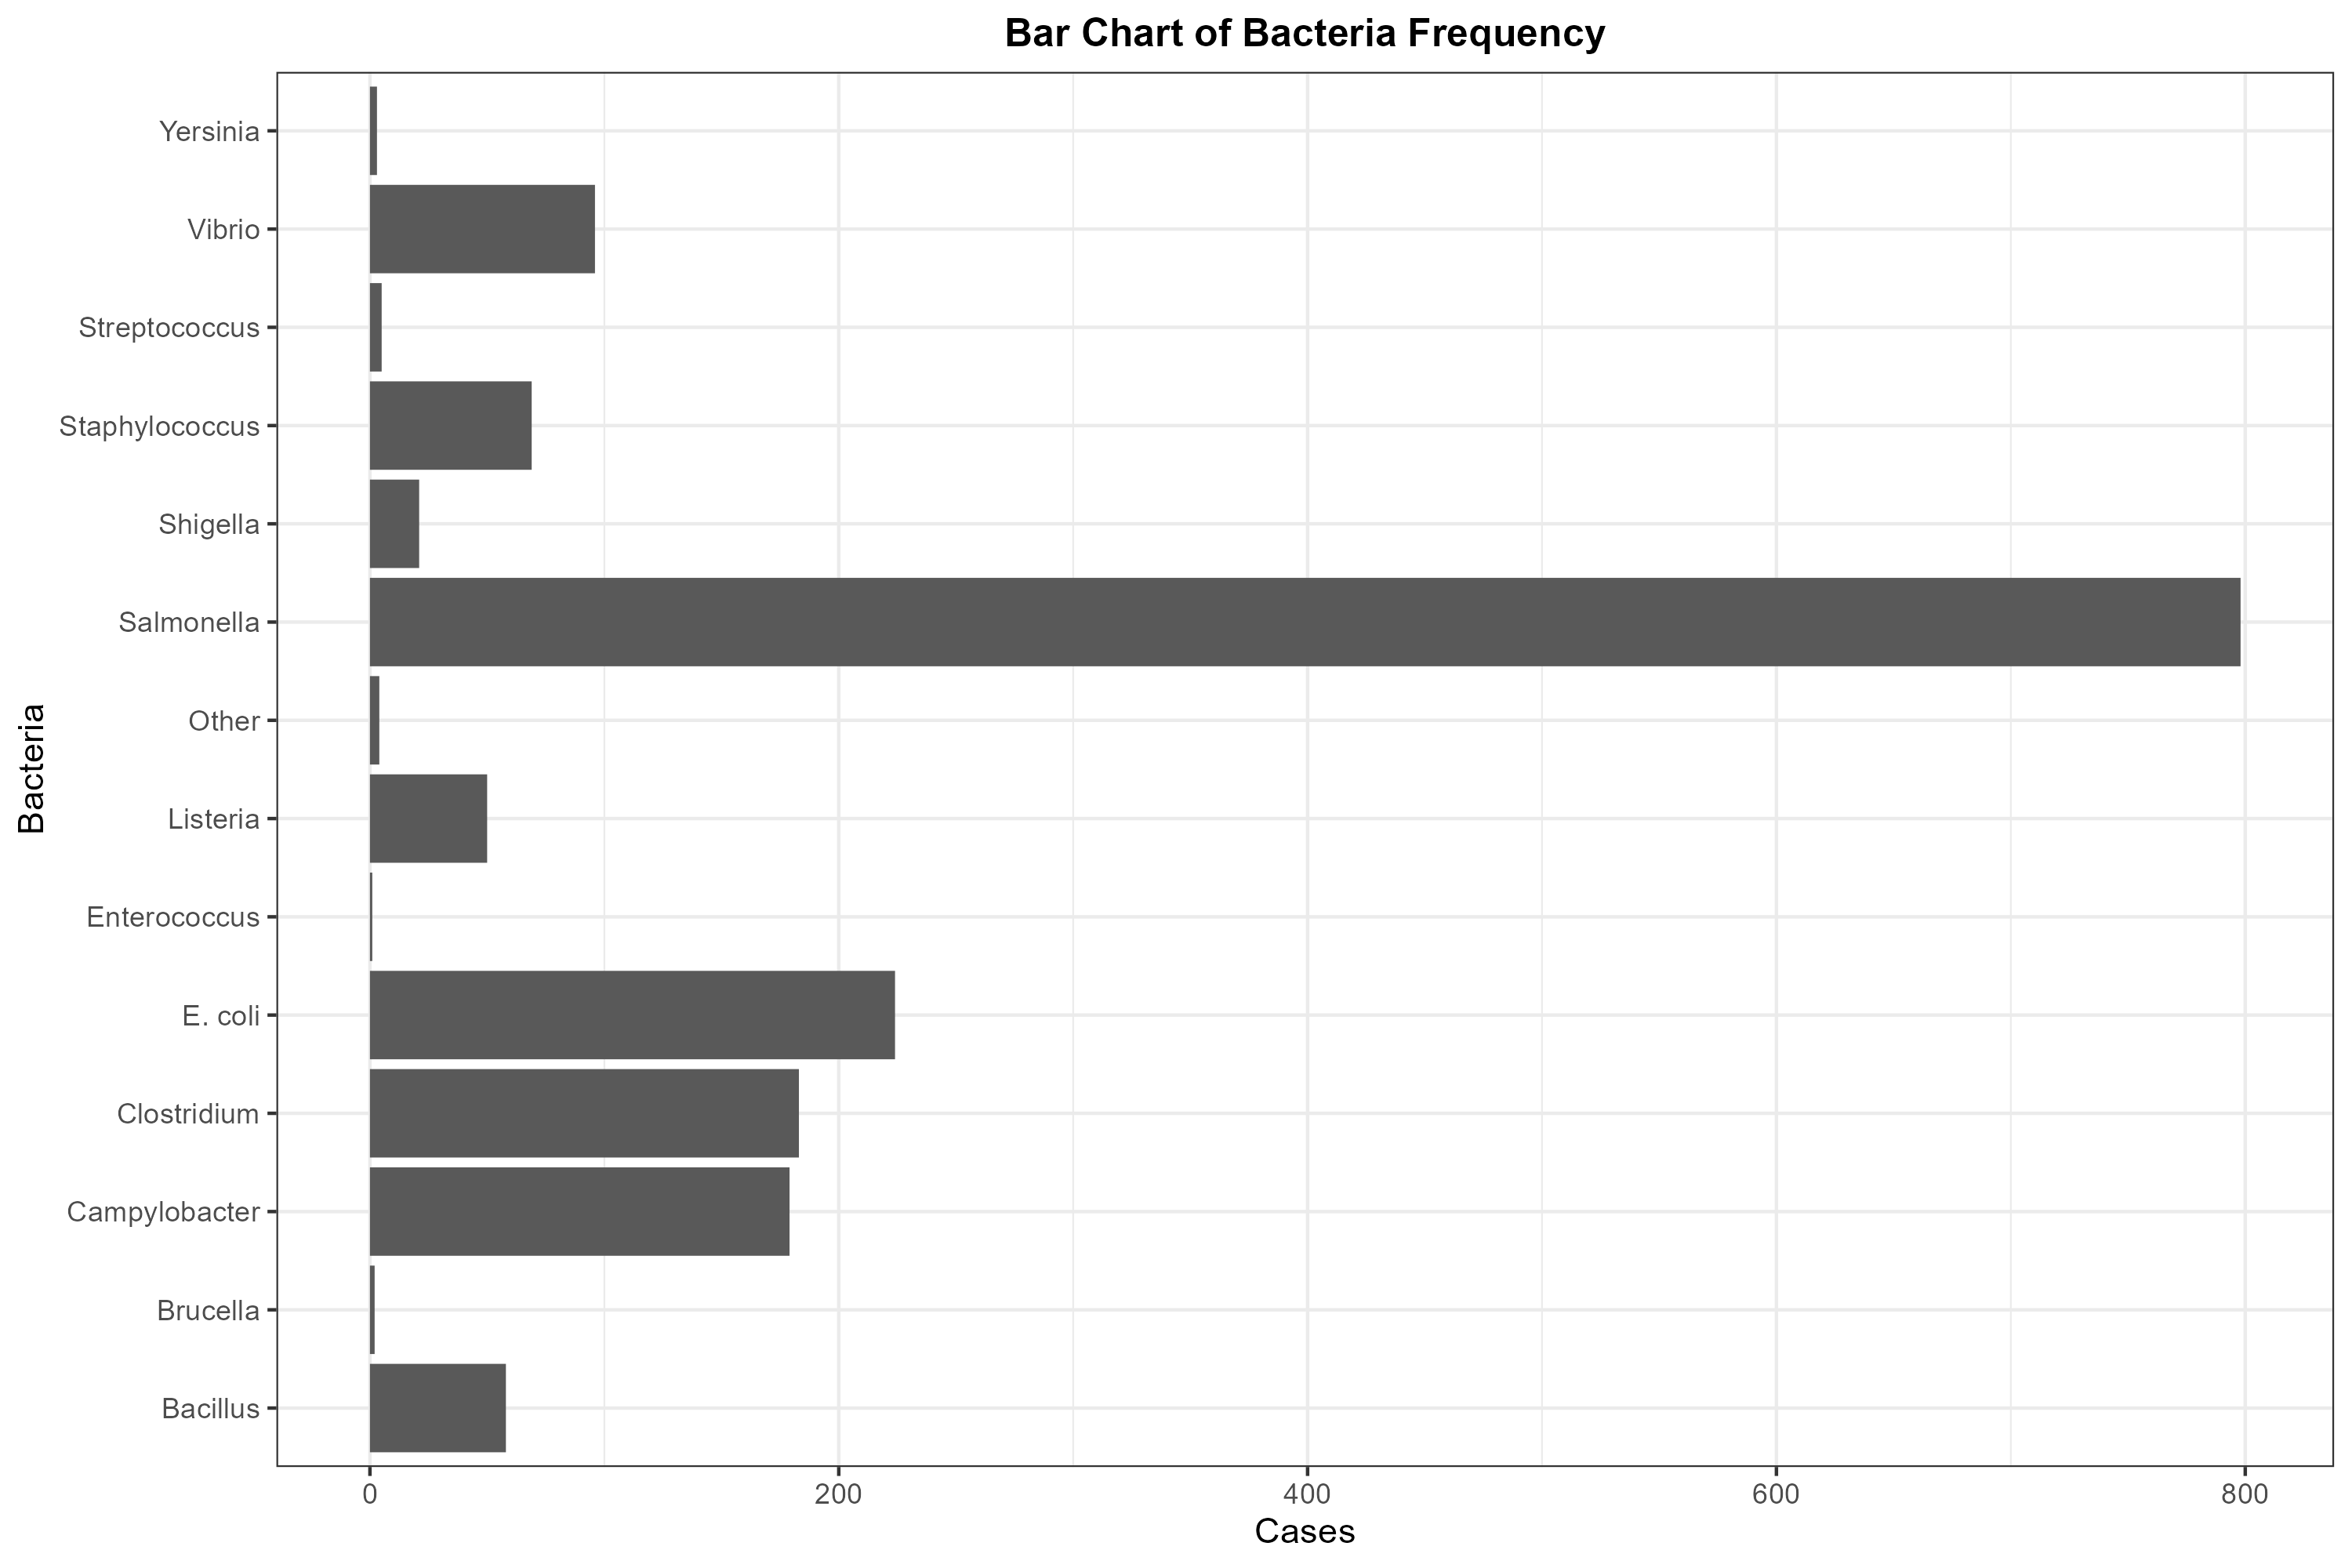 Bar Chart of Bacteria Frequency
Yersinia
Vibrio
Streptococcus
Staphylococcus
Shigella
Salmonella
Other
Listeria
Enterococcus
E. coli
Clostridium
Campylobacter
Brucella
Bacillus
Bacteria
0 200 400 600 800
Cases